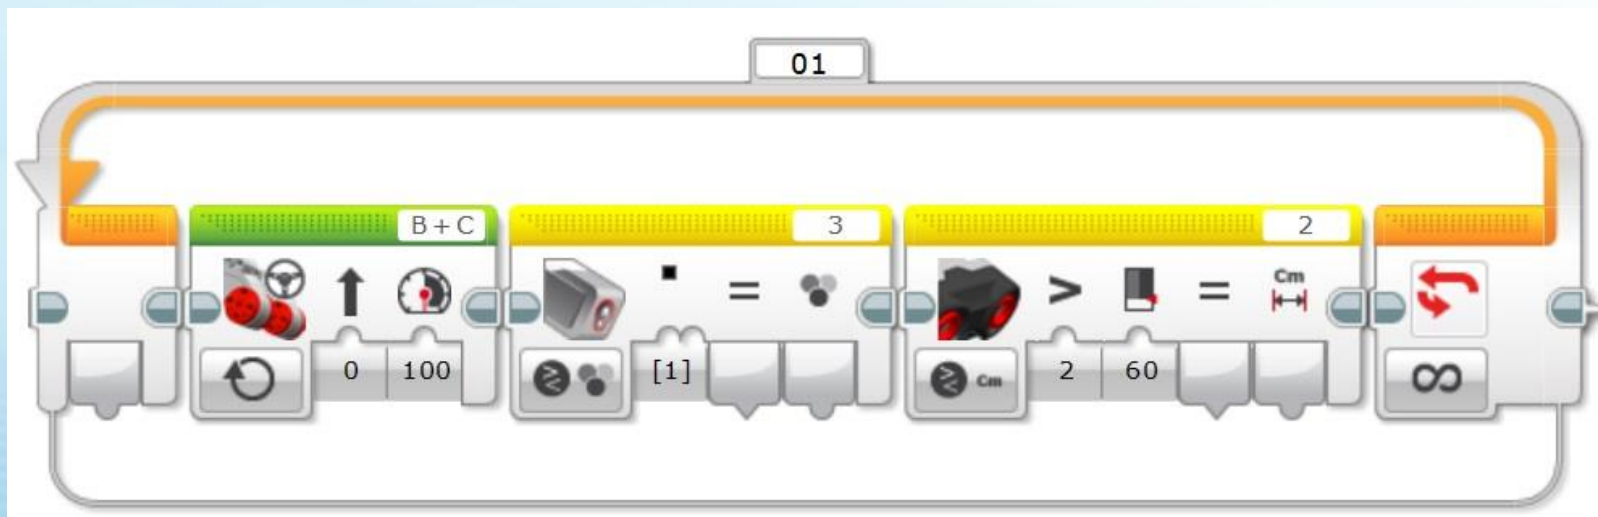 01
B + C
3
2
> = = Cm
0 100 [1] Cm 2 60 ∞